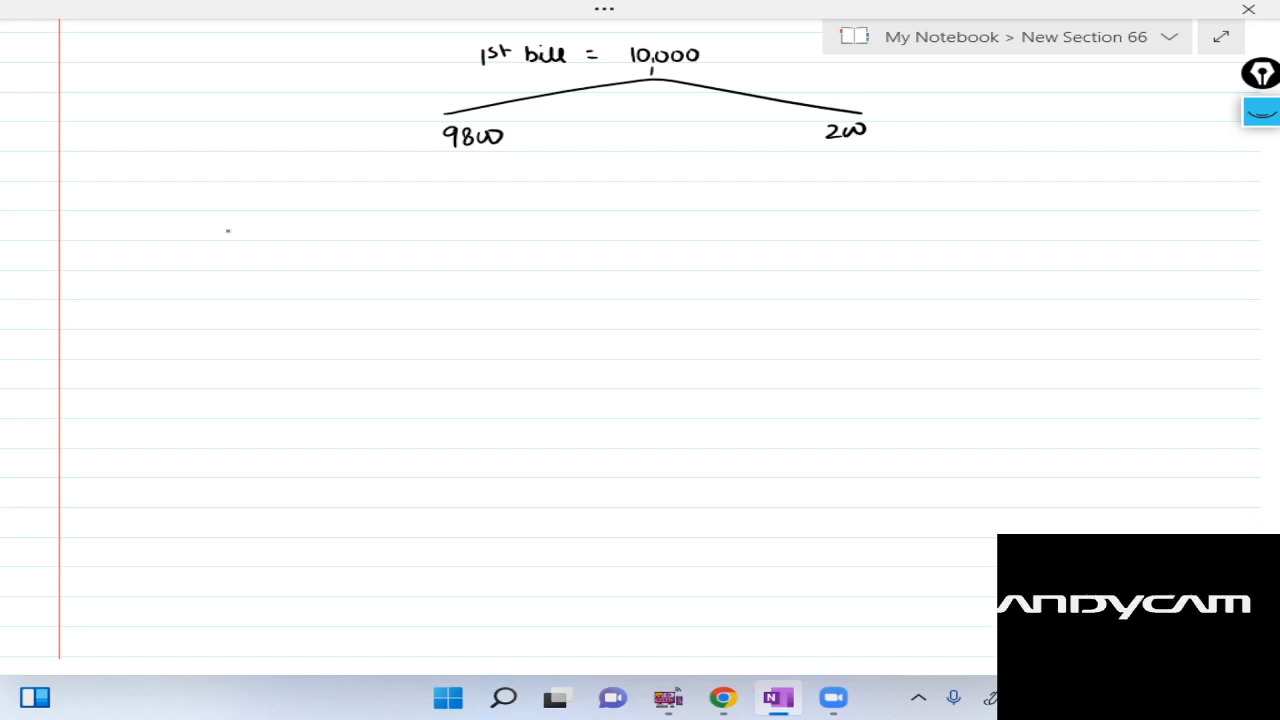 My Notebook > New Section 66
1st bill = 10,000
9800
200
ANDYCAM